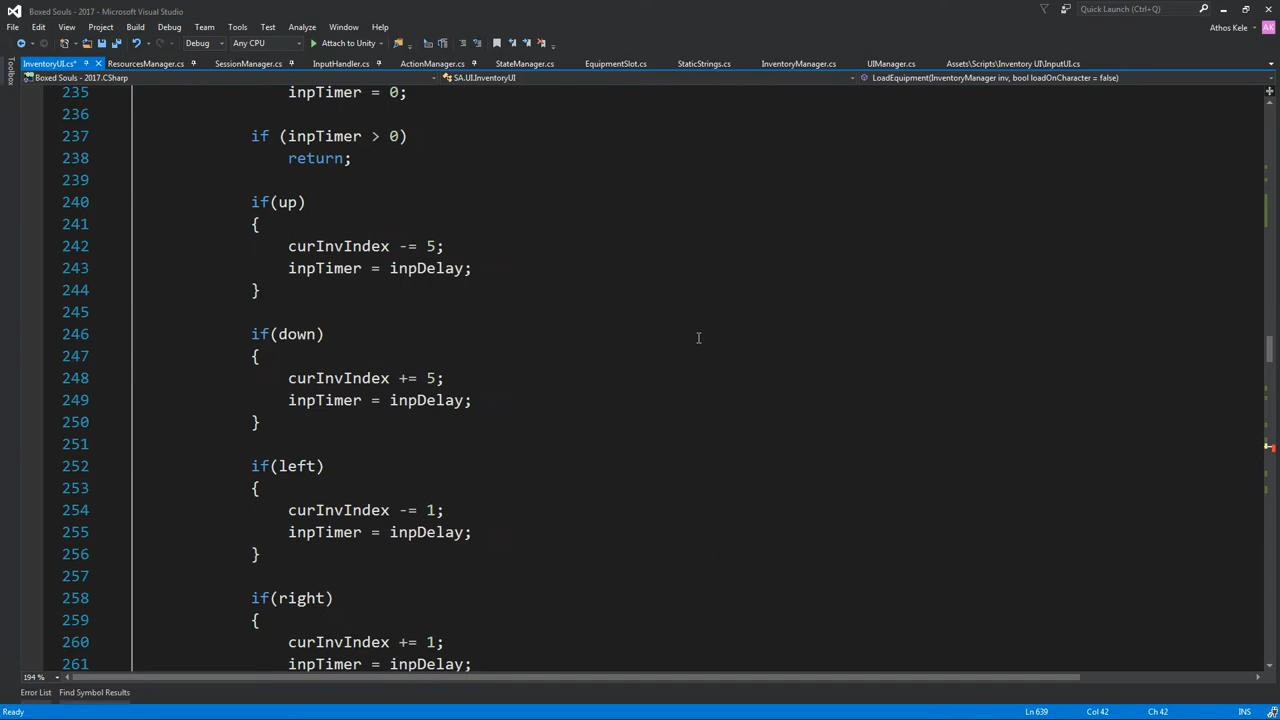 Boxed Souls - 2017 - Microsoft Visual Studio
Quick Launch (Ctrl+Q)
File Edit View Project Build Debug Team Tools Test Analyze Window Help
Athos Kele
AK
Debug Any CPU Attach to Unity
Toolbox
InventoryUI.cs* ResourcesManager.cs SessionManager.cs InputHandler.cs ActionManager.cs StateManager.cs EquipmentSlot.cs StaticStrings.cs InventoryManager.cs UIManager.cs Assets\Scripts\Inventory UI\InputUI.cs
Boxed Souls - 2017.CSharp SA.UI.InventoryUI LoadEquipment(InventoryManager inv, bool loadOnCharacter = false)
235 inpTimer = 0;
236
237 if (inpTimer > 0)
238 return;
239
240 if(up)
241 {
242 curInvIndex -= 5;
243 inpTimer = inpDelay;
244 }
245
246 if(down)
247 {
248 curInvIndex += 5;
249 inpTimer = inpDelay;
250 }
251
252 if(left)
253 {
254 curInvIndex -= 1;
255 inpTimer = inpDelay;
256 }
257
258 if(right)
259 {
260 curInvIndex += 1;
261 inpTimer = inpDelay;
194 %
Error List Find Symbol Results
Ready Ln 639 Col 42 Ch 42 INS